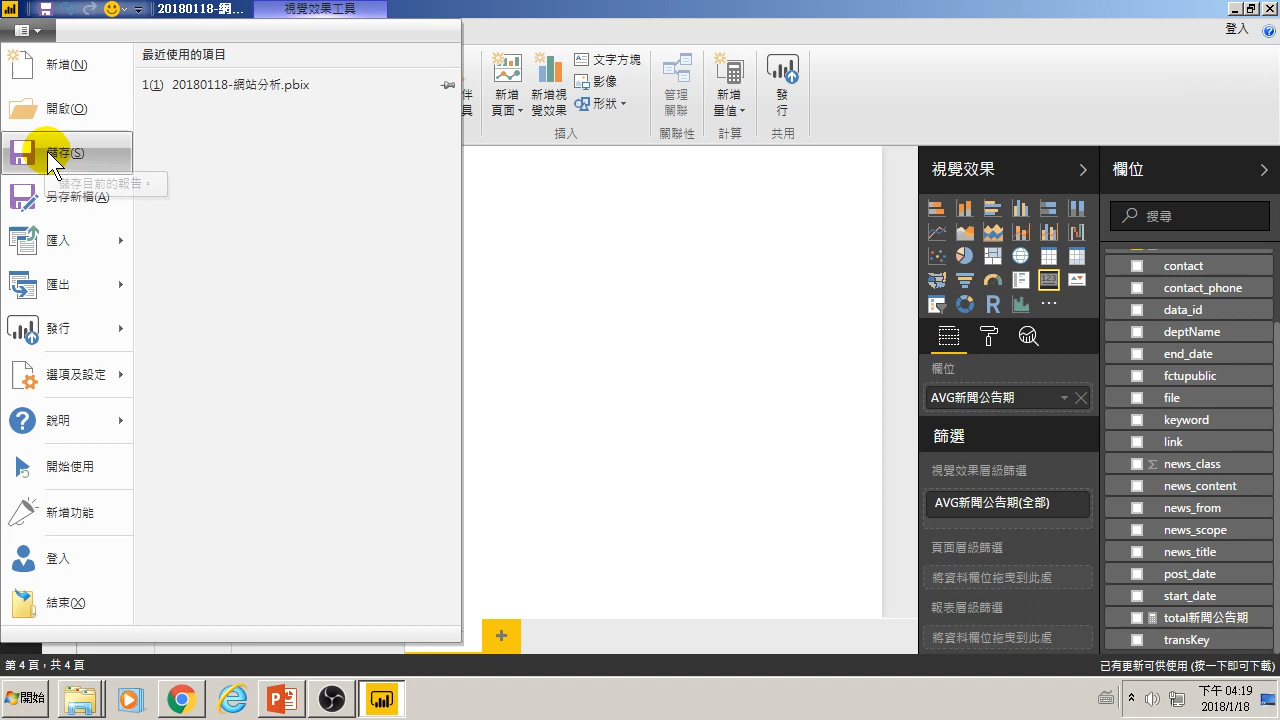 20180118-網...
視覺效果工具
登入
新增(N)
開啟(O)
儲存(S)
儲存目前的報告。
另存新檔(A)
匯入
匯出
發行
選項及設定
說明
開始使用
新增功能
登入
結束(X)
最近使用的項目
1(1) 20180118-網站分析.pbix
新增
頁面
新增視
覺效果
文字方塊
影像
形狀
插入
管理
關聯
關聯性
新增
量值
計算
發
行
共用
視覺效果
欄位
AVG新聞公告期
篩選
視覺效果層級篩選
AVG新聞公告期(全部)
頁面層級篩選
將資料欄位拖曳到此處
報表層級篩選
將資料欄位拖曳到此處
欄位
搜尋
contact
contact_phone
data_id
deptName
end_date
fctupublic
file
keyword
link
news_class
news_content
news_from
news_scope
news_title
post_date
start_date
total新聞公告期
transKey
第 4 頁，共 4 頁
已有更新可供使用 (按一下即可下載)
開始
下午 04:19
2018/1/18